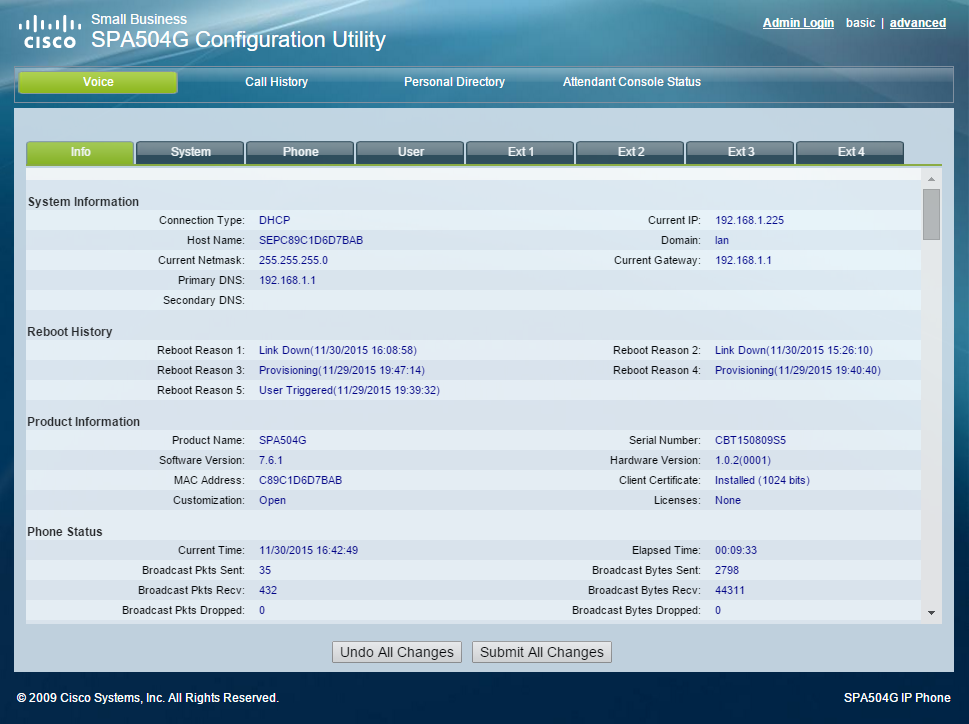 Small Business
cisco SPA504G Configuration Utility
Admin Login basic | advanced
Voice Call History Personal Directory Attendant Console Status
Info System Phone User Ext 1 Ext 2 Ext 3 Ext 4
System Information
Connection Type: DHCP Current IP: 192.168.1.225
Host Name: SEPC89C1D6D7BAB Domain: lan
Current Netmask: 255.255.255.0 Current Gateway: 192.168.1.1
Primary DNS: 192.168.1.1
Secondary DNS:
Reboot History
Reboot Reason 1: Link Down(11/30/2015 16:08:58) Reboot Reason 2: Link Down(11/30/2015 15:26:10)
Reboot Reason 3: Provisioning(11/29/2015 19:47:14) Reboot Reason 4: Provisioning(11/29/2015 19:40:40)
Reboot Reason 5: User Triggered(11/29/2015 19:39:32)
Product Information
Product Name: SPA504G Serial Number: CBT150809S5
Software Version: 7.6.1 Hardware Version: 1.0.2(0001)
MAC Address: C89C1D6D7BAB Client Certificate: Installed (1024 bits)
Customization: Open Licenses: None
Phone Status
Current Time: 11/30/2015 16:42:49 Elapsed Time: 00:09:33
Broadcast Pkts Sent: 35 Broadcast Bytes Sent: 2798
Broadcast Pkts Recv: 432 Broadcast Bytes Recv: 44311
Broadcast Pkts Dropped: 0 Broadcast Bytes Dropped: 0
Undo All Changes Submit All Changes
© 2009 Cisco Systems, Inc. All Rights Reserved. SPA504G IP Phone